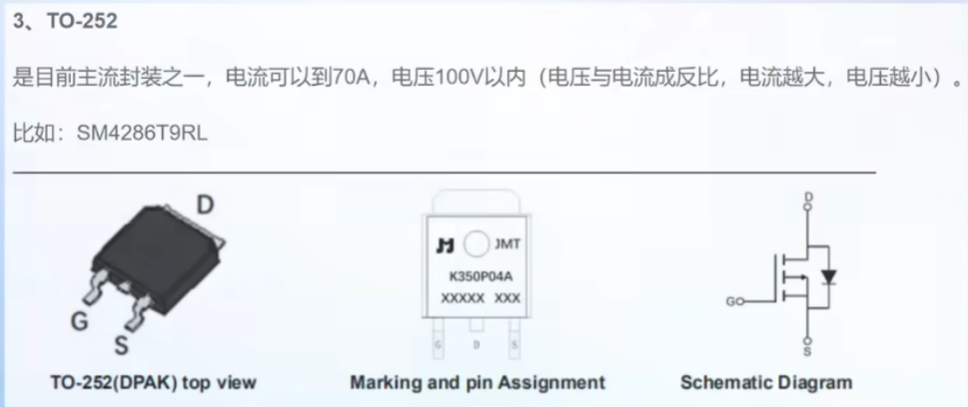 3、TO-252
是目前主流封装之一，电流可以到70A，电压100V以内（电压与电流成反比，电流越大，电压越小）。
比如：SM4286T9RL
D
G
S
TO-252(DPAK) top view
JMT
K350P04A
XXXXX XXX
G D S
Marking and pin Assignment
D
G
S
Schematic Diagram